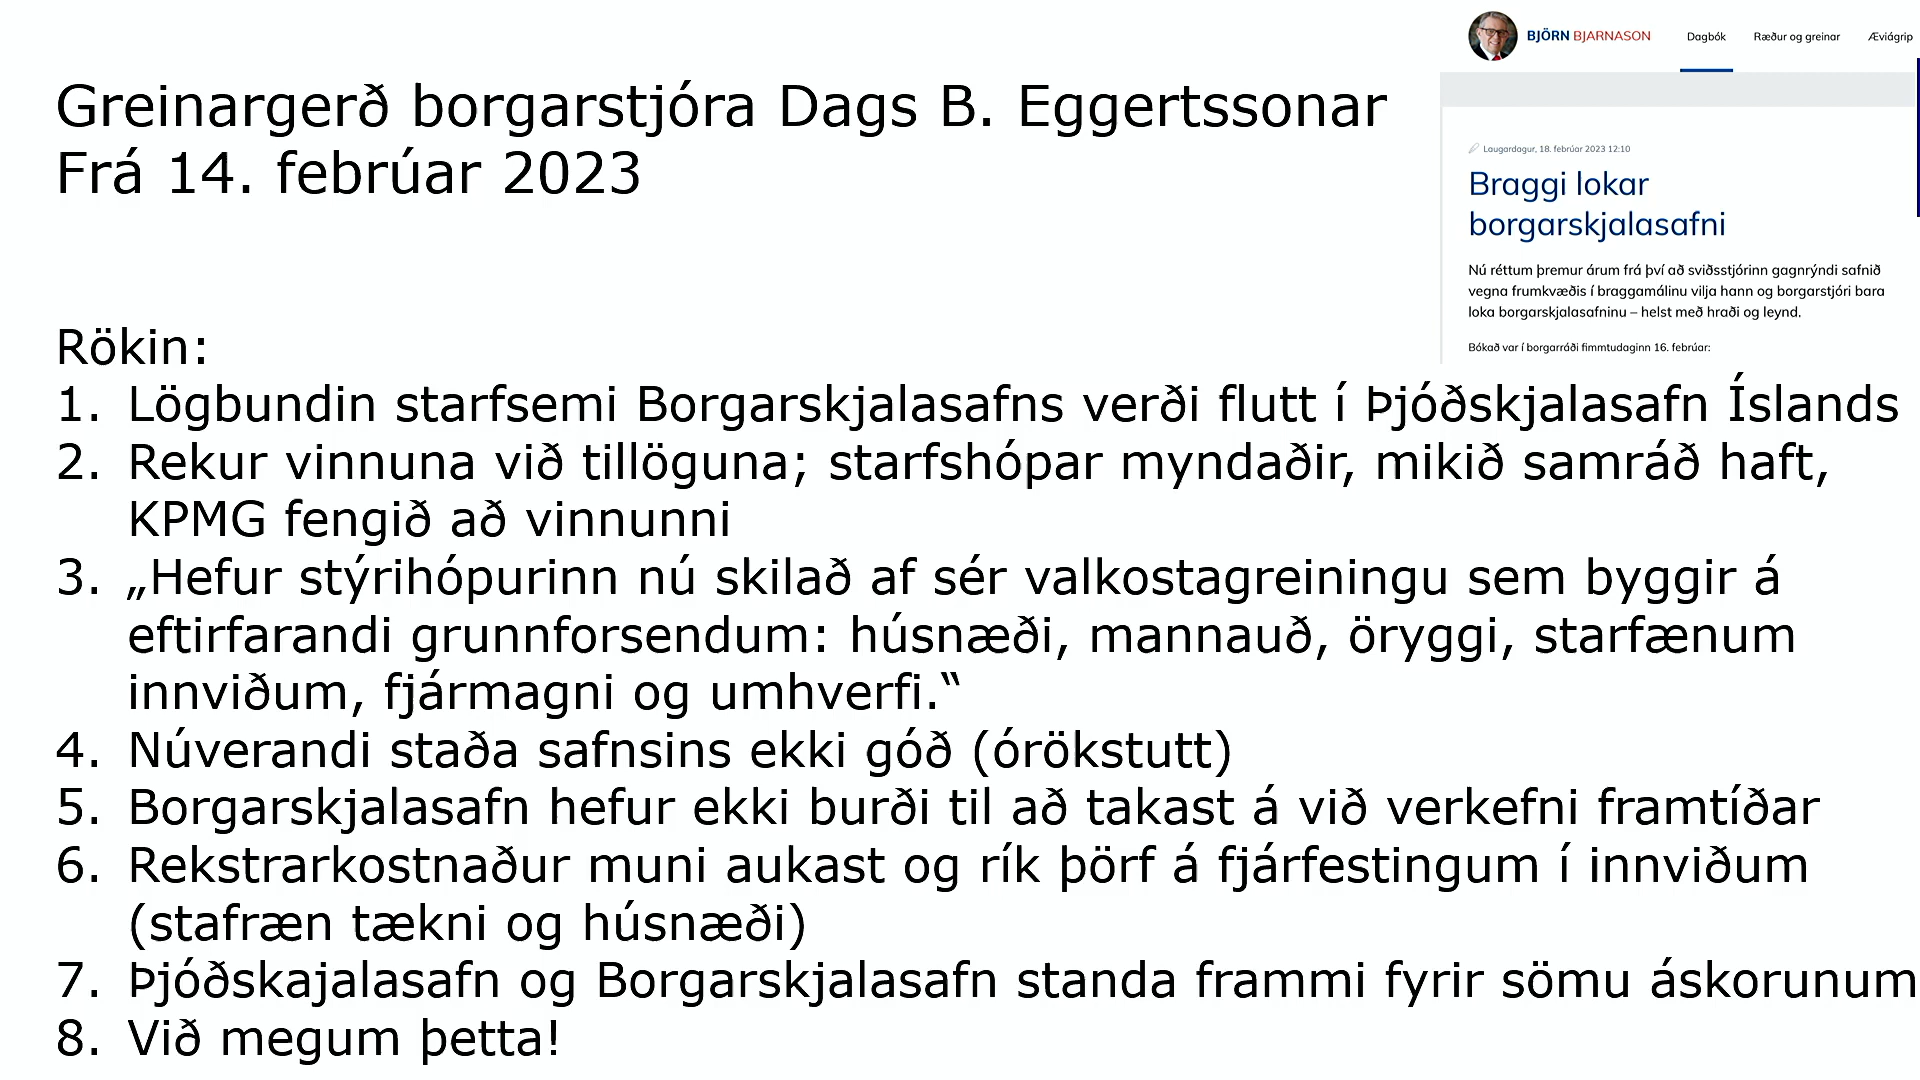 Greinargerð borgarstjóra Dags B. Eggertssonar
Frá 14. febrúar 2023
BJÖRN BJARNASON Dagbók Ræður og greinar Æviágrip
Laugardagur, 18. febrúar 2023 12:10
Braggi lokar
borgarskjalasafni
Nú réttum þremur árum frá því að sviðsstjórinn gagnrýndi safnið
vegna frumkvæðis í braggamálinu vilja hann og borgarstjóri bara
loka borgarskjalasafninu – helst með hraði og leynd.
Bókað var í borgarráði fimmtudaginn 16. febrúar:
Rökin:
1. Lögbundin starfsemi Borgarskjalasafns verði flutt í Þjóðskjalasafn Íslands
2. Rekur vinnuna við tillöguna; starfshópar myndaðir, mikið samráð haft,
KPMG fengið að vinnunni
3. „Hefur stýrihópurinn nú skilað af sér valkostagreiningu sem byggir á
eftirfarandi grunnforsendum: húsnæði, mannauð, öryggi, starfænum
innviðum, fjármagni og umhverfi.“
4. Núverandi staða safnsins ekki góð (órökstutt)
5. Borgarskjalasafn hefur ekki burði til að takast á við verkefni framtíðar
6. Rekstrarkostnaður muni aukast og rík þörf á fjárfestingum í innviðum
(stafræn tækni og húsnæði)
7. Þjóðskajalasafn og Borgarskjalasafn standa frammi fyrir sömu áskorunum
8. Við megum þetta!